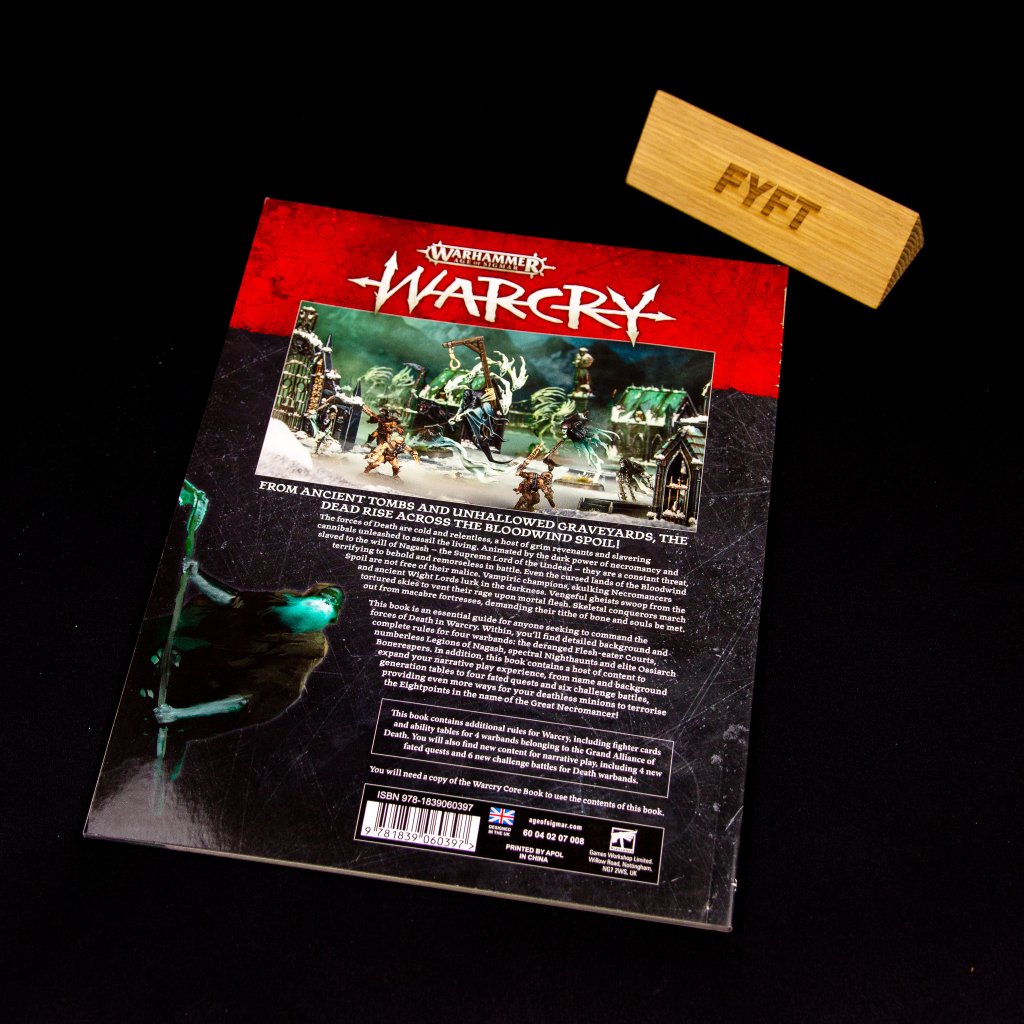 FYFT
WARHAMMER
AGE OF SIGMAR
WARCRY
FROM ANCIENT TOMBS AND UNHALLOWED GRAVEYARDS, THE
DEAD RISE ACROSS THE BLOODWIND SPOIL!
The forces of Death are cold and relentless, a host of grim revenants and slavering
cannibals unleashed to assail the living. Animated by the dark power of necromancy and
slaved to the will of Nagash – the Supreme Lord of the Undead – they are a constant threat,
terrifying to behold and remorseless in battle. Even the cursed lands of the Bloodwind
Spoil are not free of their malice. Vampiric champions, skulking Necromancers
and ancient Wight Lords lurk in the darkness. Vengeful gheists swoop from the
tortured skies to vent their rage upon mortal flesh. Skeletal conquerors march
out from macabre fortresses, demanding their tithe of bone and souls be met.
This book is an essential guide for anyone seeking to command the
forces of Death in Warcry. Within, you'll find detailed background and
complete rules for four warbands: the deranged Flesh-eater Courts,
numberless Legions of Nagash, spectral Nighthaunts and elite Ossiarch
Bonereapers. In addition, this book contains a host of content to
expand your narrative play experience, from name and background
generation tables to four fated quests and six challenge battles,
providing even more ways for your deathless minions to terrorise
the Eightpoints in the name of the Great Necromancer!
This book contains additional rules for Warcry, including fighter cards
and ability tables for 4 warbands belonging to the Grand Alliance of
Death. You will also find new content for narrative play, including 4 new
fated quests and 6 new challenge battles for Death warbands.
You will need a copy of the Warcry Core Book to use the contents of this book.
ISBN 978-1839060397
9 781839 060397 >
DESIGNED
IN THE UK
ageofsigmar.com
60 04 02 07 008
PRINTED BY APOL
IN CHINA
Games Workshop Limited.
Willow Road, Nottingham,
NG7 2WS, UK